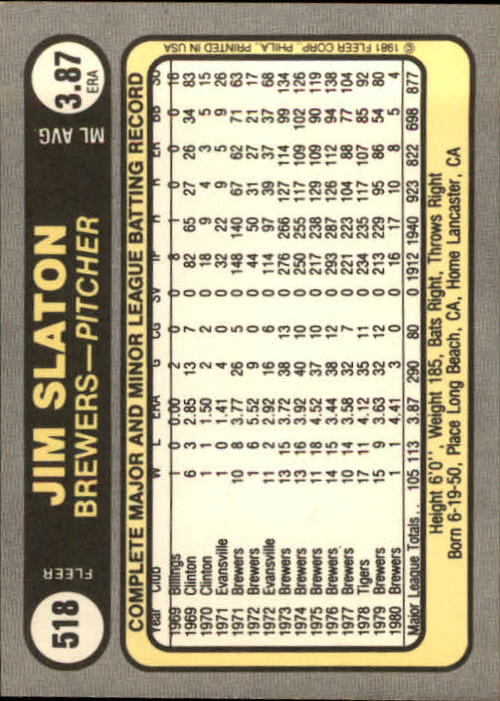 518
FLEER
JIM SLATON
BREWERS—PITCHER
ML AVG.
3.87
ERA
COMPLETE MAJOR AND MINOR LEAGUE BATTING RECORD
Year Club W L ERA G CG SV IP H R ER BB SO
1969 Billings 1 0 0.00 2 0 0 8 1 0 0 0 16
1969 Clinton 6 3 2.85 13 7 0 82 65 27 26 34 83
1970 Clinton 1 1 1.50 2 2 0 18 9 4 3 5 15
1971 Evansville 1 0 1.41 4 0 0 32 22 9 5 9 26
1971 Brewers 10 8 3.77 26 5 0 148 140 67 62 71 63
1972 Brewers 1 6 5.52 9 0 0 44 50 31 27 21 17
1972 Evansville 11 2 2.92 16 6 0 114 97 39 37 37 68
1973 Brewers 13 15 3.72 38 13 0 276 266 127 114 99 134
1974 Brewers 13 16 3.92 40 10 0 250 255 117 109 102 126
1975 Brewers 11 18 4.52 37 10 0 217 238 129 109 90 119
1976 Brewers 14 15 3.44 38 12 0 293 287 126 112 94 138
1977 Brewers 10 14 3.58 32 7 0 221 223 104 88 77 104
1978 Tigers 17 11 4.12 35 11 0 234 235 117 107 85 92
1979 Brewers 15 9 3.63 32 12 0 213 229 95 86 54 80
1980 Brewers 1 1 4.41 3 0 0 16 17 10 8 5 4
Major League Totals.. 105 113 3.87 290 80 0 1912 1940 923 822 698 877
Height 6'0", Weight 185, Bats Right, Throws Right
Born 6-19-50, Place Long Beach, CA, Home Lancaster, CA
© 1981 FLEER CORP., PHILA., PRINTED IN USA